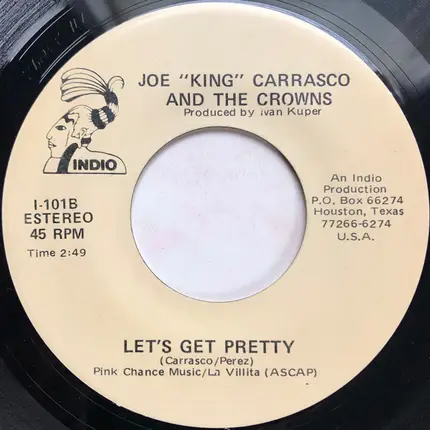 JOE "KING" CARRASCO
AND THE CROWNS
Produced by Ivan Kuper
INDIO
I-101B
ESTEREO
45 RPM
Time 2:49
An Indio
Production
P.O. Box 66274
Houston, Texas
77266-6274
U.S.A.
LET'S GET PRETTY
(Carrasco/Perez)
Pink Chance Music/La Villita (ASCAP)